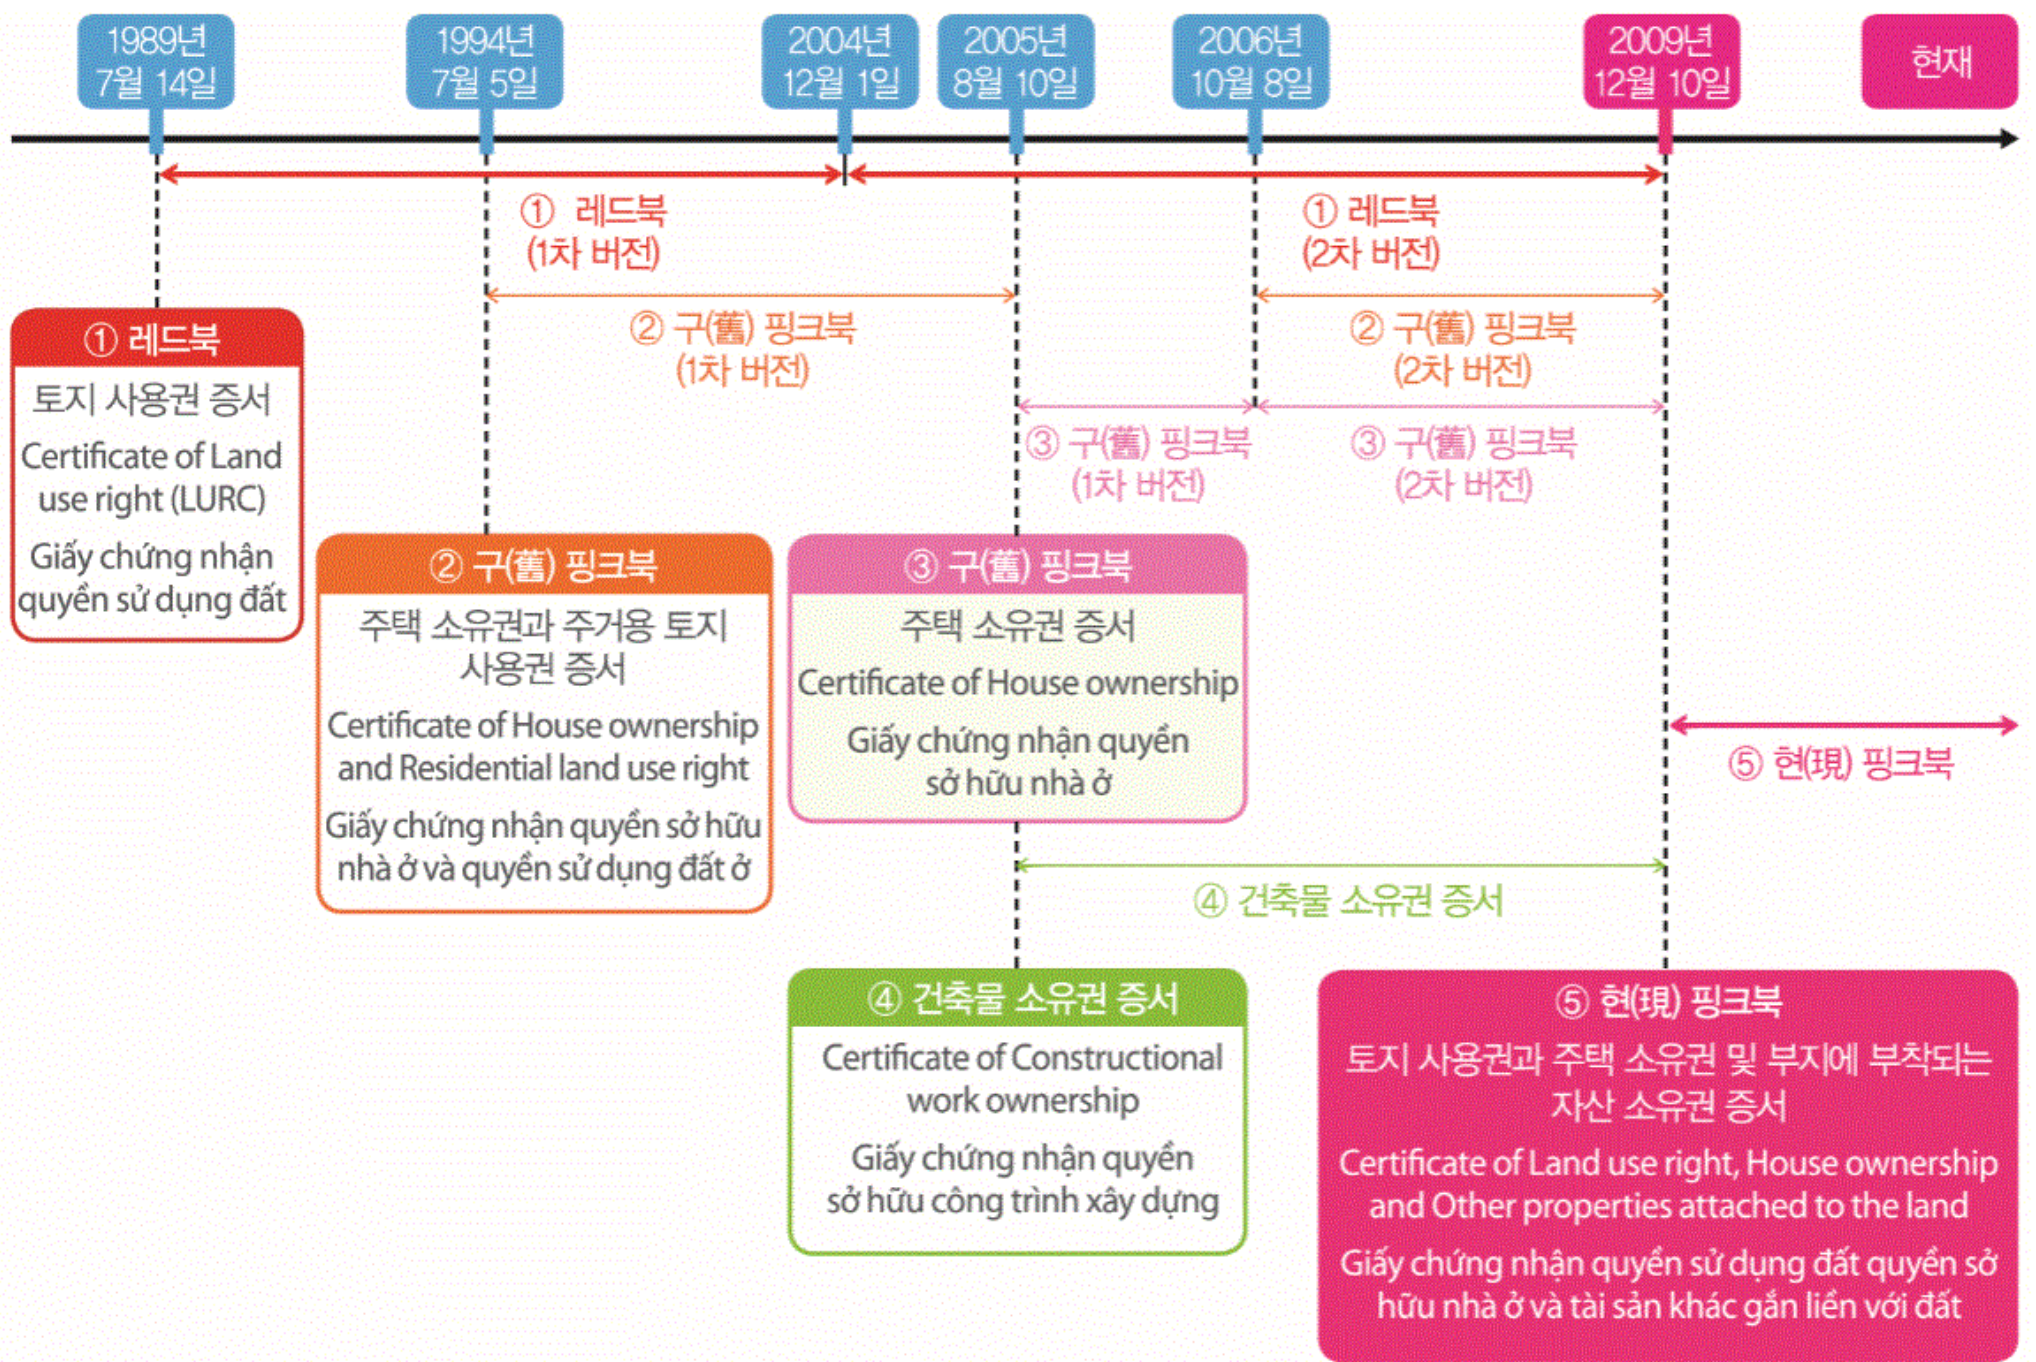 1989년
7월 14일
1994년
7월 5일
2004년
12월 1일
2005년
8월 10일
2006년
10월 8일
2009년
12월 10일
현재
① 레드북
(1차 버전)
① 레드북
(2차 버전)
② 구(舊) 핑크북
(1차 버전)
② 구(舊) 핑크북
(2차 버전)
③ 구(舊) 핑크북
(1차 버전)
③ 구(舊) 핑크북
(2차 버전)
① 레드북
토지 사용권 증서
Certificate of Land
use right (LURC)
Giấy chứng nhận
quyền sử dụng đất
② 구(舊) 핑크북
주택 소유권과 주거용 토지
사용권 증서
Certificate of House ownership
and Residential land use right
Giấy chứng nhận quyền sở hữu
nhà ở và quyền sử dụng đất ở
③ 구(舊) 핑크북
주택 소유권 증서
Certificate of House ownership
Giấy chứng nhận quyền
sở hữu nhà ở
⑤ 현(現) 핑크북
④ 건축물 소유권 증서
④ 건축물 소유권 증서
Certificate of Constructional
work ownership
Giấy chứng nhận quyền
sở hữu công trình xây dựng
⑤ 현(現) 핑크북
토지 사용권과 주택 소유권 및 부지에 부착되는
자산 소유권 증서
Certificate of Land use right, House ownership
and Other properties attached to the land
Giấy chứng nhận quyền sử dụng đất quyền sở
hữu nhà ở và tài sản khác gắn liền với đất